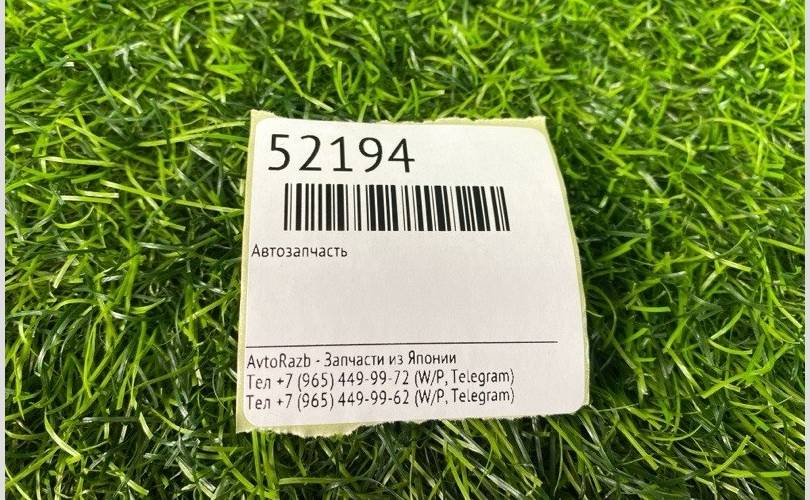 52194
Автозапчасть
AvtoRazb - Запчасти из Японии
Тел +7 (965) 449-99-72 (W/P, Telegram)
Тел +7 (965) 449-99-62 (W/P, Telegram)